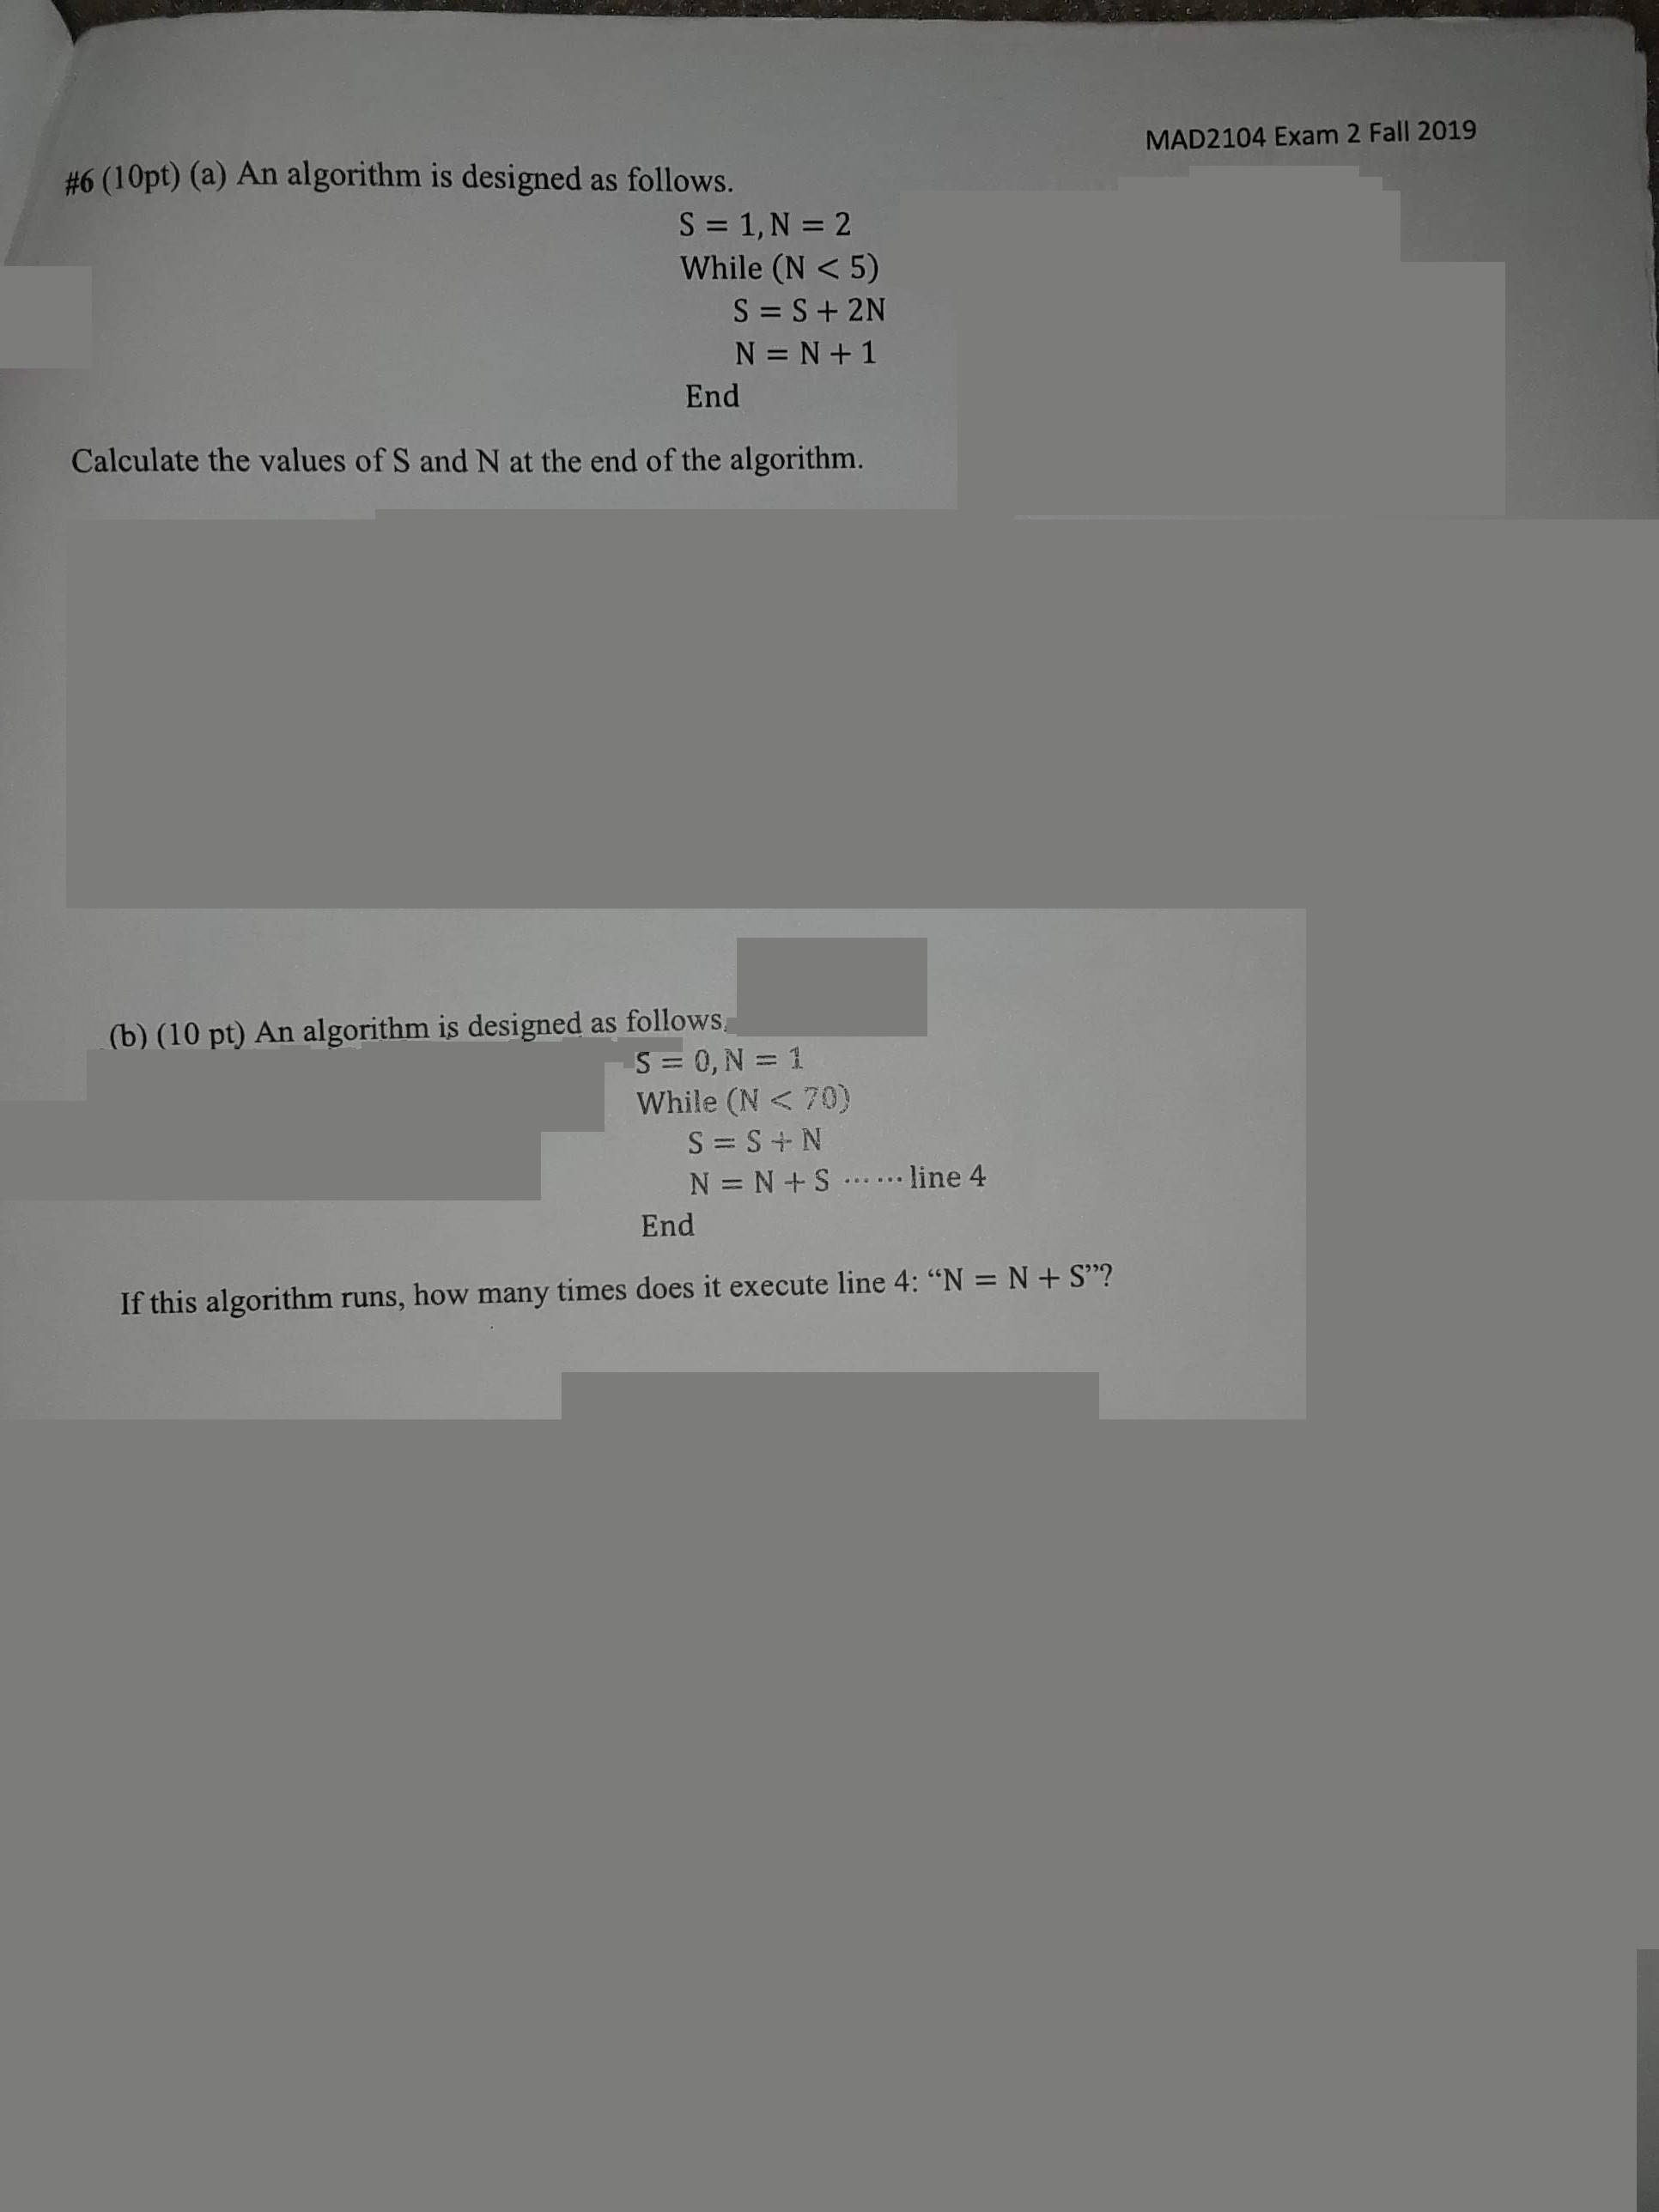 MAD2104 Exam 2 Fall 2019
#6 (10pt) (a) An algorithm is designed as follows.
S = 1, N = 2
While (N < 5)
S = S + 2N
N = N + 1
End
Calculate the values of S and N at the end of the algorithm.
(b) (10 pt) An algorithm is designed as follows.
S = 0, N = 1
While (N < 70)
S = S + N
N = N + S ⋯⋯ line 4
End
If this algorithm runs, how many times does it execute line 4: “N = N + S”?